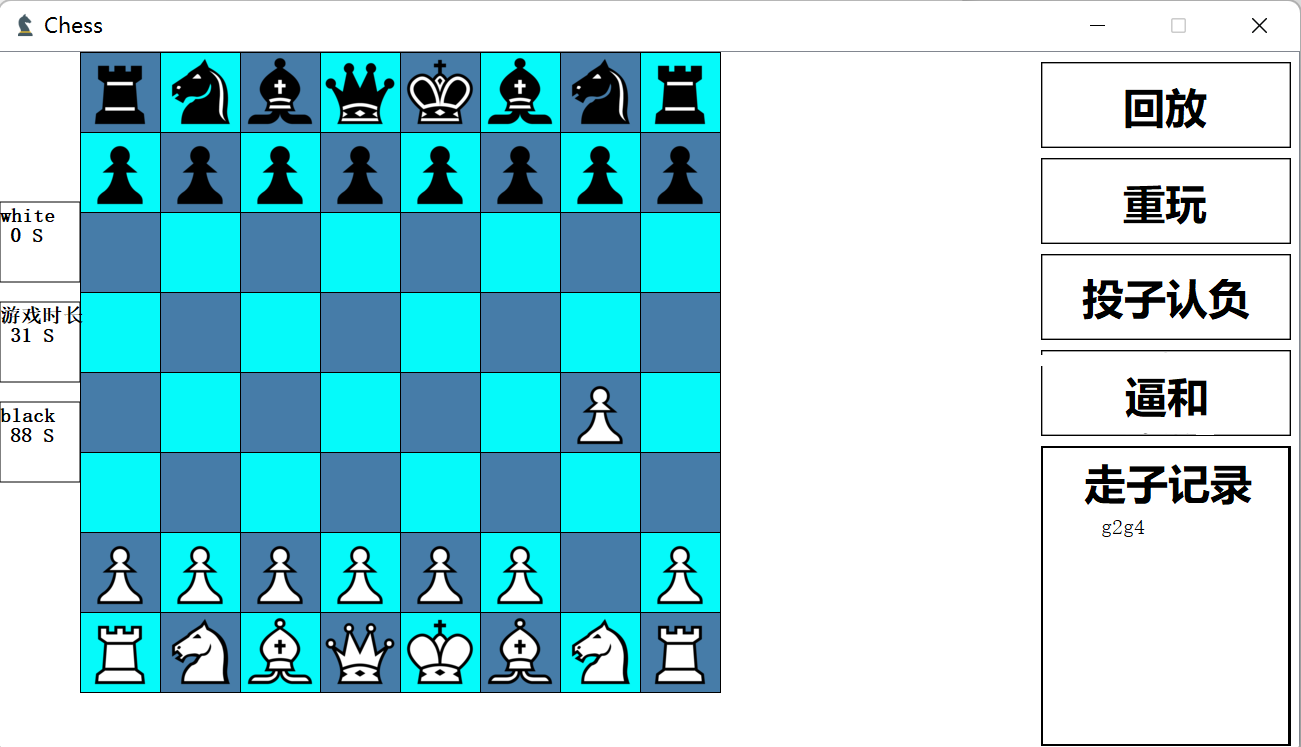 Chess
white
0 S
游戏时长
31 S
black
88 S
回放
重玩
投子认负
逼和
走子记录
g2g4